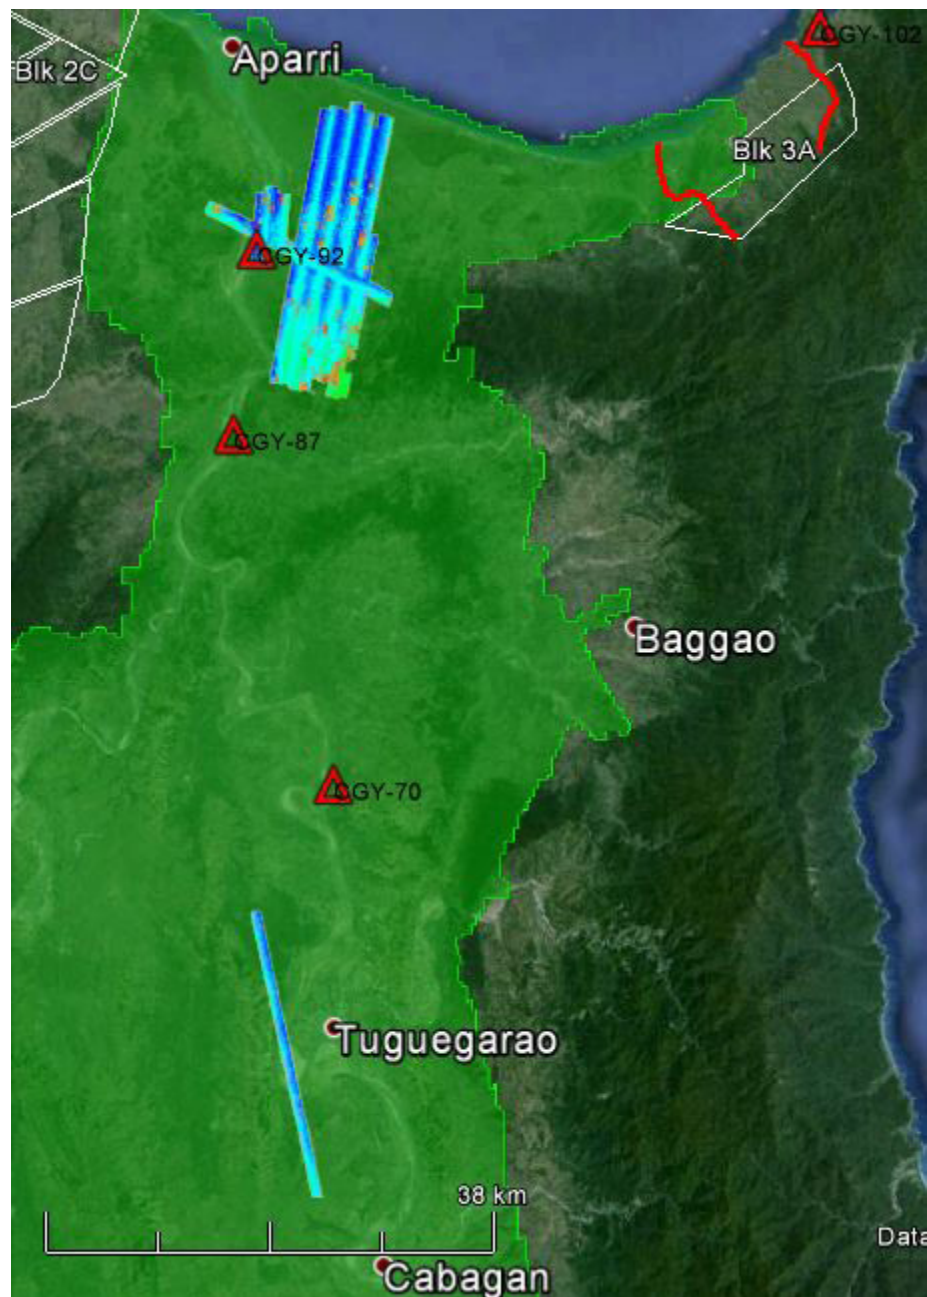 CGY-102
Aparri
Blk 2C
Blk 3A
CGY-92
CGY-87
Baggao
CGY-70
Tuguegarao
38 km
Data
Cabagan